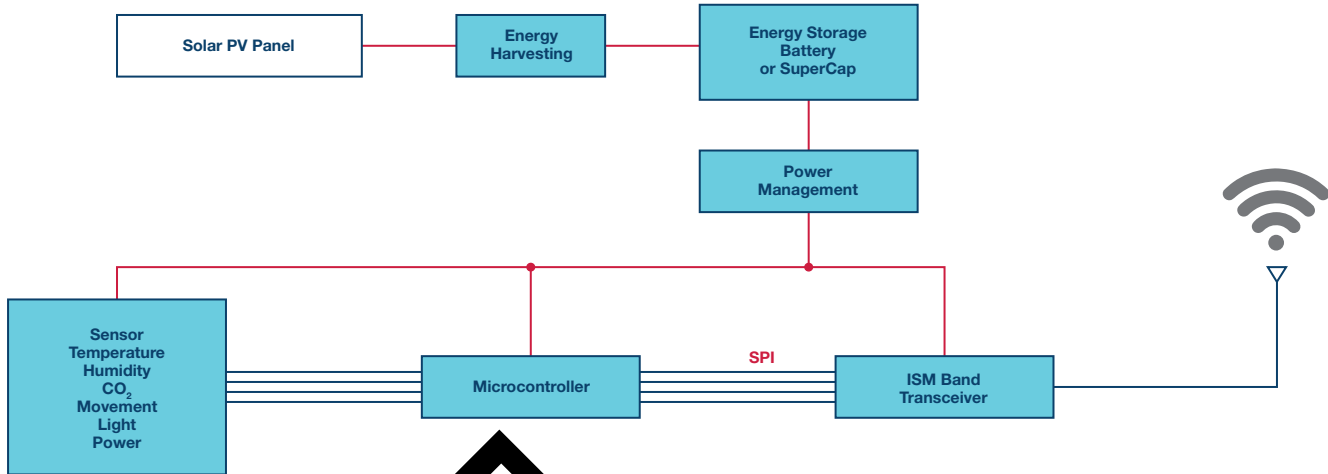 Solar PV Panel
Energy
Harvesting
Energy Storage
Battery
or SuperCap
Power
Management
Sensor
Temperature
Humidity
CO₂
Movement
Light
Power
Microcontroller
SPI
ISM Band
Transceiver